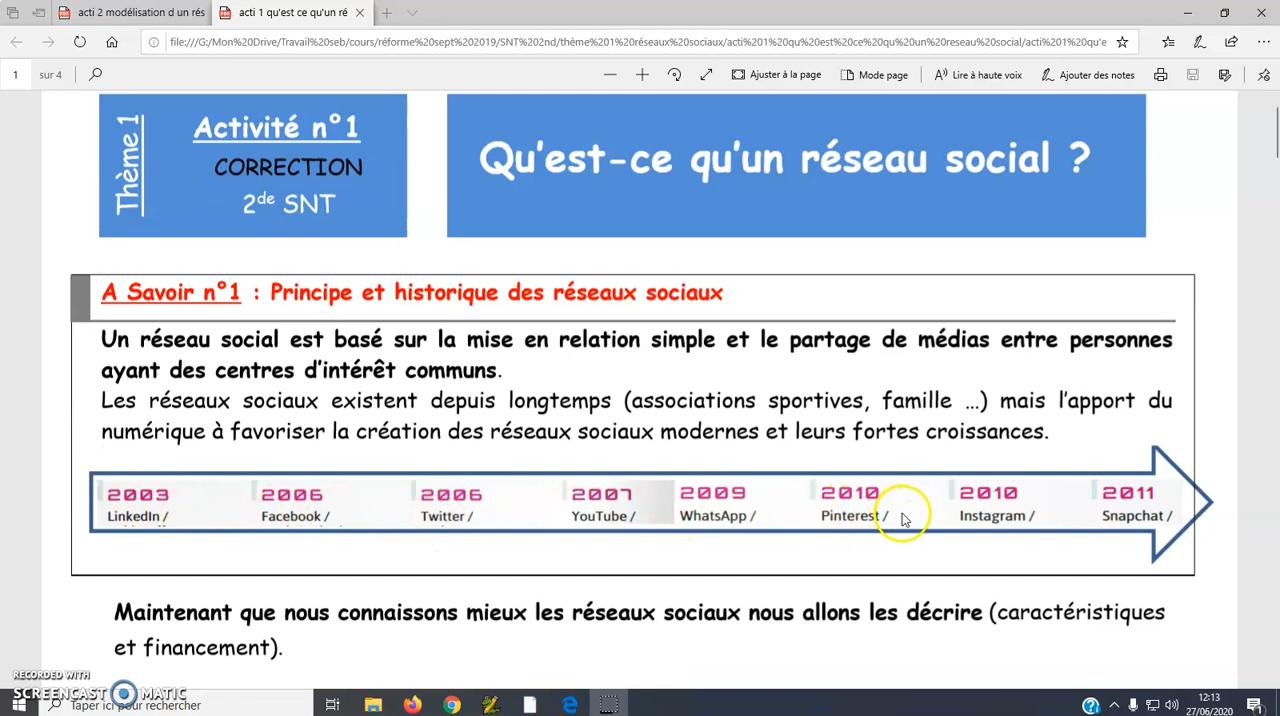 acti 2 modélisation d un rés
acti 1 qu'est ce qu'un ré
file:///G:/Mon%20Drive/Travail%20seb/cours/réforme%20sept%202019/SNT%202nd/thème%201%20réseaux%20sociaux/acti%201%20qu%20est%20ce%20qu%20un%20reseau%20social/acti%201%20qu'e
1 sur 4
Ajuster à la page
Mode page
Lire à haute voix
Ajouter des notes
Thème 1
Activité n°1
CORRECTION
2de SNT
Qu'est-ce qu'un réseau social ?
A Savoir n°1 : Principe et historique des réseaux sociaux
Un réseau social est basé sur la mise en relation simple et le partage de médias entre personnes
ayant des centres d'intérêt communs.
Les réseaux sociaux existent depuis longtemps (associations sportives, famille …) mais l'apport du
numérique à favoriser la création des réseaux sociaux modernes et leurs fortes croissances.
2003 2006 2006 2007 2009 2010 2010 2011
LinkedIn / Facebook / Twitter / YouTube / WhatsApp / Pinterest / Instagram / Snapchat /
Maintenant que nous connaissons mieux les réseaux sociaux nous allons les décrire (caractéristiques
et financement).
RECORDED WITH
SCREENCAST MATIC
Taper ici pour rechercher
12:13
27/06/2020